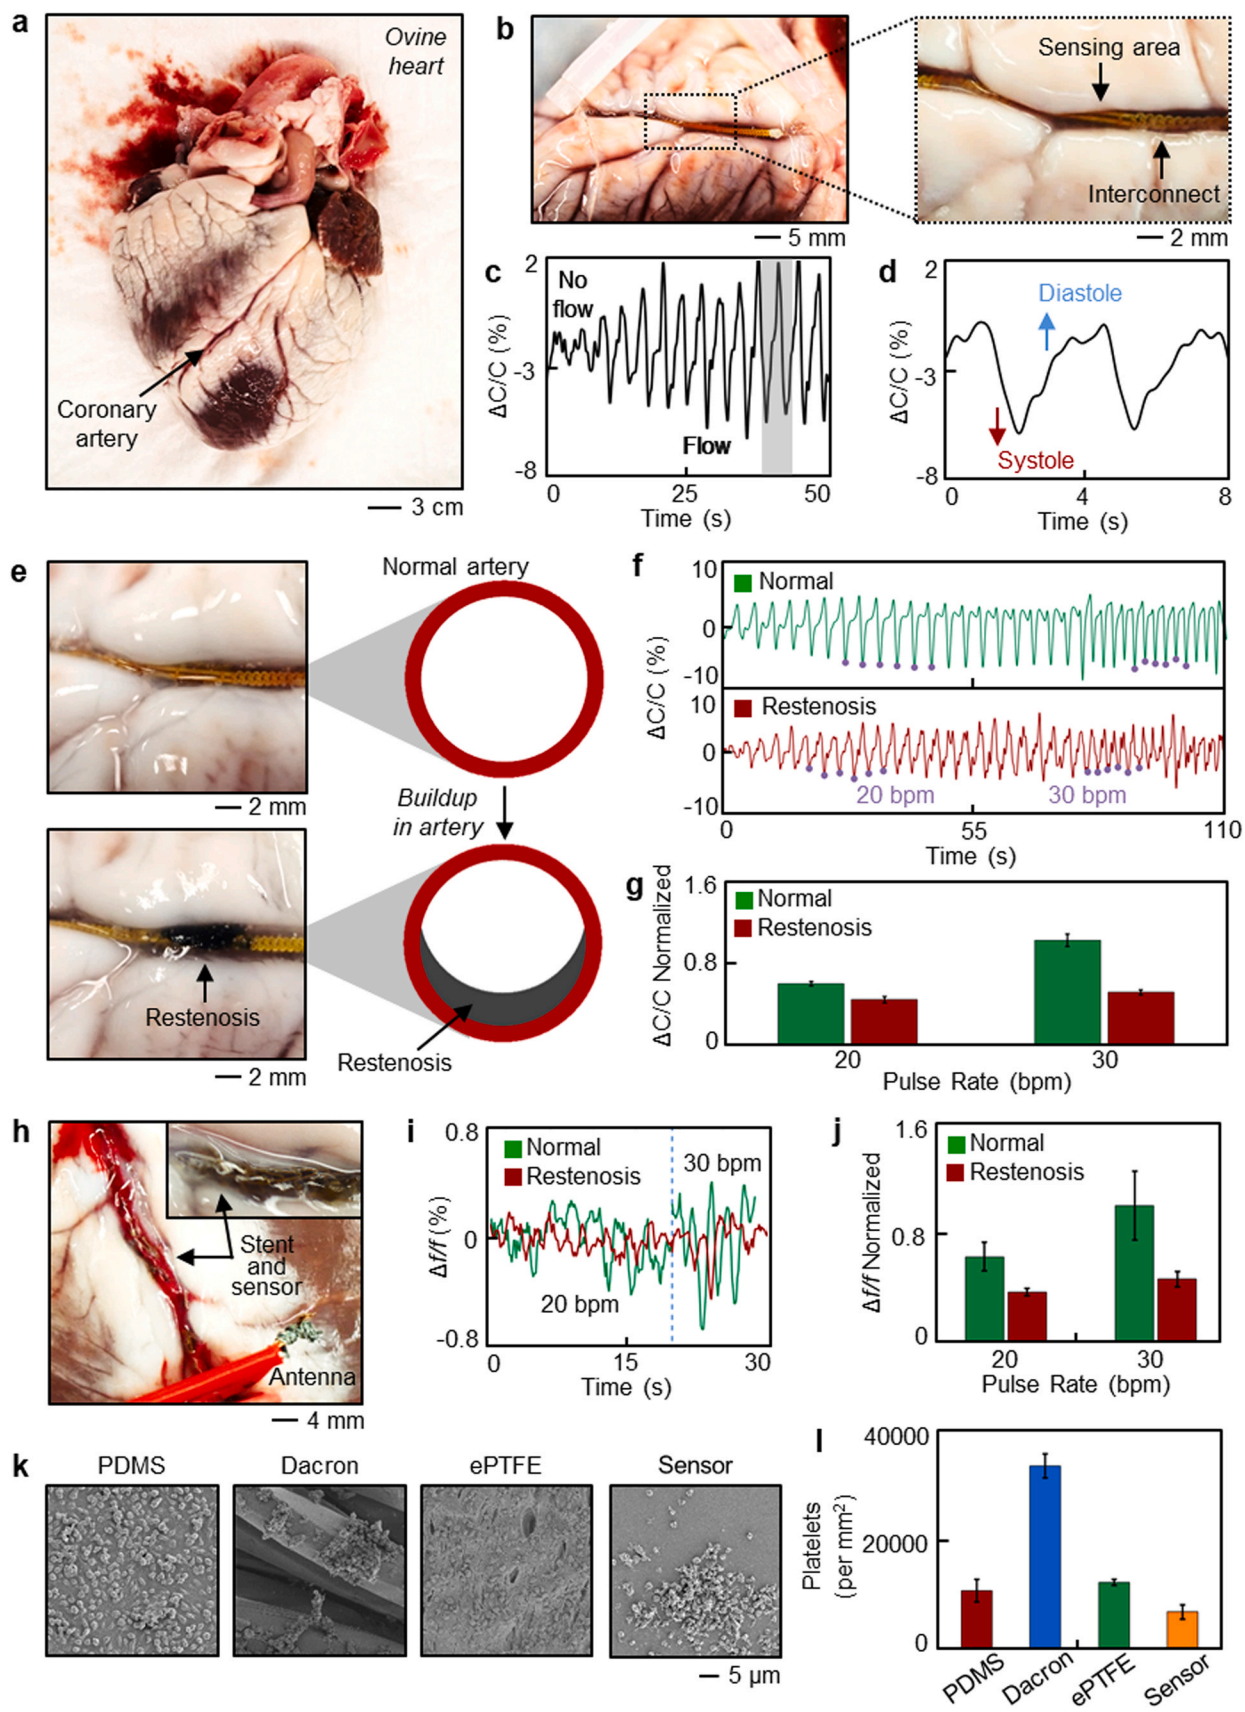 a
Ovine
heart
Coronary
artery
3 cm
b
5 mm
Sensing area
Interconnect
2 mm
c
ΔC/C (%)
2
-3
-8
No
flow
Flow
0
25
50
Time (s)
d
ΔC/C (%)
2
-3
-8
Diastole
Systole
0
4
8
Time (s)
e
2 mm
Restenosis
2 mm
Normal artery
Buildup
in artery
Restenosis
f
ΔC/C (%)
10
0
-10
Normal
ΔC/C (%)
10
0
-10
Restenosis
20 bpm
30 bpm
0
55
110
Time (s)
g
ΔC/C Normalized
1.6
0.8
0
Normal
Restenosis
20
30
Pulse Rate (bpm)
h
Stent
and
sensor
Antenna
4 mm
i
Δf/f (%)
0.8
0
-0.8
Normal
Restenosis
30 bpm
20 bpm
0
15
30
Time (s)
j
Δf/f Normalized
1.6
0.8
0
Normal
Restenosis
20
30
Pulse Rate (bpm)
k
PDMS
Dacron
ePTFE
Sensor
5 μm
l
Platelets
(per mm²)
40000
20000
0
PDMS
Dacron
ePTFE
Sensor